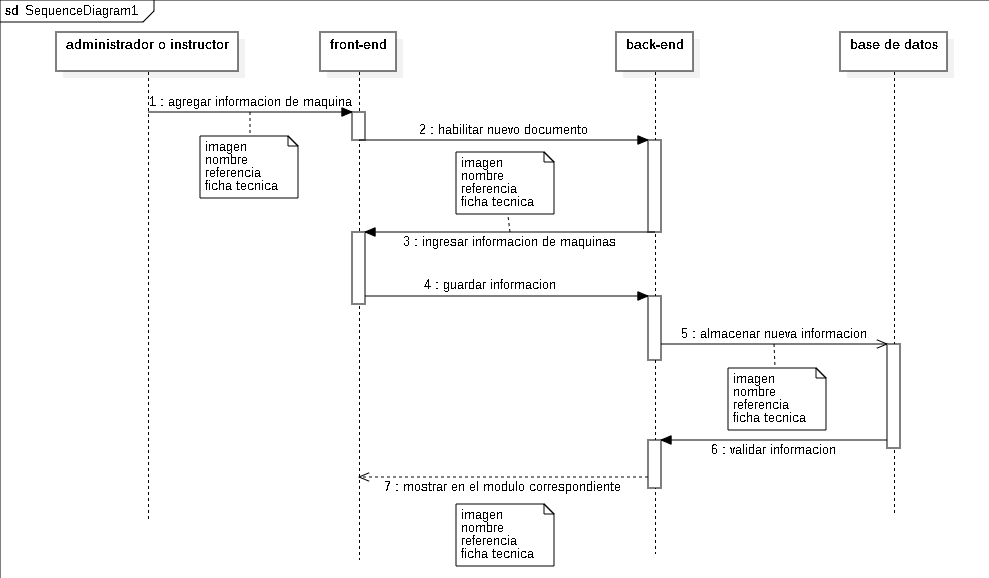 sd SequenceDiagram1
administrador o instructor
front-end
back-end
base de datos
1 : agregar informacion de maquina
imagen
nombre
referencia
ficha tecnica
2 : habilitar nuevo documento
imagen
nombre
referencia
ficha tecnica
3 : ingresar informacion de maquinas
4 : guardar informacion
5 : almacenar nueva informacion
imagen
nombre
referencia
ficha tecnica
6 : validar informacion
7 : mostrar en el modulo correspondiente
imagen
nombre
referencia
ficha tecnica